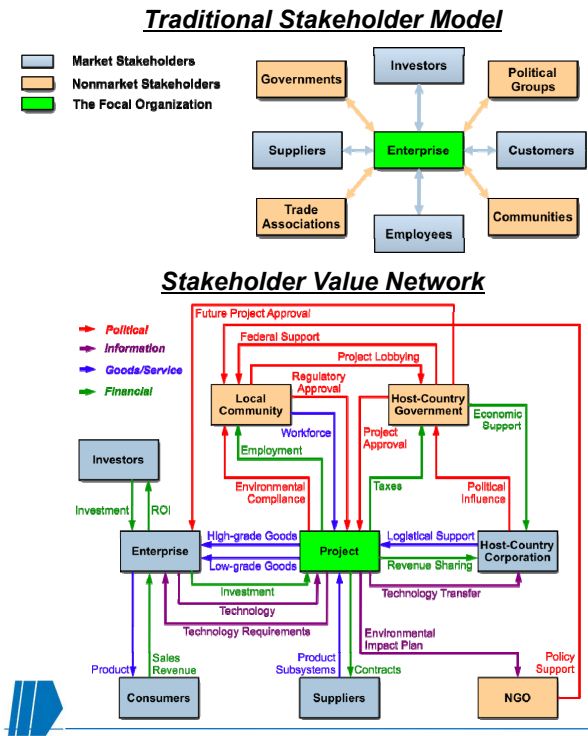 Traditional Stakeholder Model
Market Stakeholders
Nonmarket Stakeholders
The Focal Organization
Governments
Investors
Political
Groups
Suppliers
Enterprise
Customers
Trade
Associations
Employees
Communities
Stakeholder Value Network
Political
Information
Goods/Service
Financial
Future Project Approval
Federal Support
Project Lobbying
Regulatory
Approval
Local
Community
Host-Country
Government
Workforce
Project
Approval
Economic
Support
Employment
Investors
Environmental
Compliance
Taxes
Political
Influence
Investment
ROI
Enterprise
High-grade Goods
Low-grade Goods
Project
Logistical Support
Revenue Sharing
Host-Country
Corporation
Investment
Technology
Technology Requirements
Technology Transfer
Environmental
Impact Plan
Product
Sales
Revenue
Product
Subsystems
Contracts
Policy
Support
Consumers
Suppliers
NGO